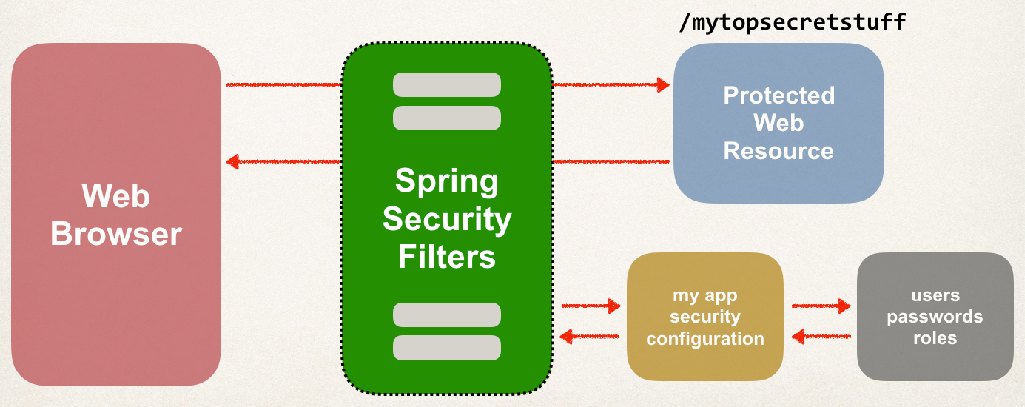 /mytopsecretstuff
Web
Browser
Spring
Security
Filters
Protected
Web
Resource
my app
security
configuration
users
passwords
roles